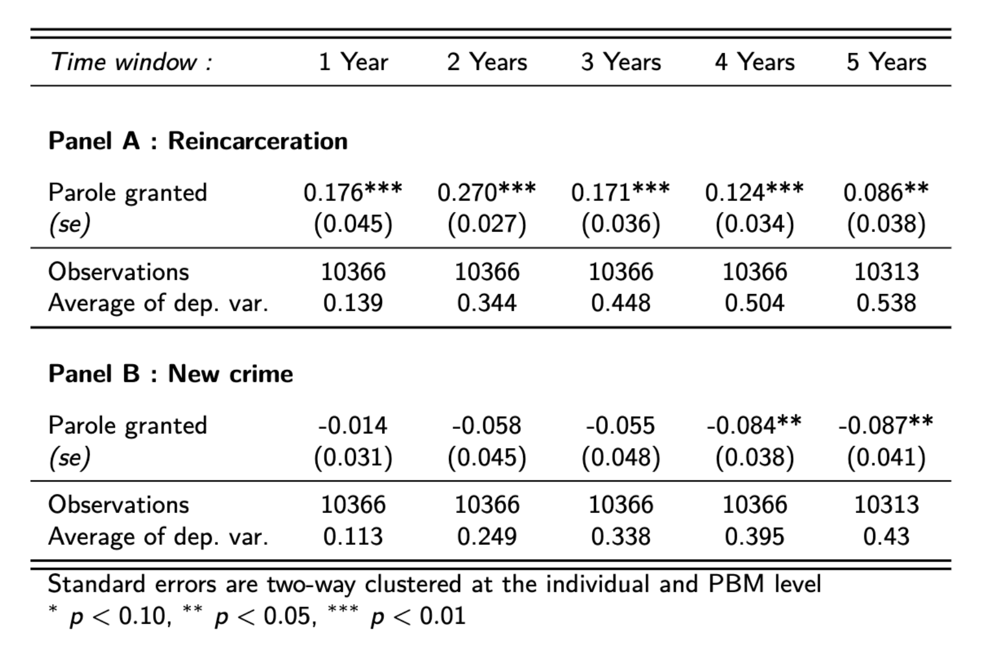 Time window : 1 Year 2 Years 3 Years 4 Years 5 Years
Panel A : Reincarceration
Parole granted 0.176*** 0.270*** 0.171*** 0.124*** 0.086**
(se) (0.045) (0.027) (0.036) (0.034) (0.038)
Observations 10366 10366 10366 10366 10313
Average of dep. var. 0.139 0.344 0.448 0.504 0.538
Panel B : New crime
Parole granted -0.014 -0.058 -0.055 -0.084** -0.087**
(se) (0.031) (0.045) (0.048) (0.038) (0.041)
Observations 10366 10366 10366 10366 10313
Average of dep. var. 0.113 0.249 0.338 0.395 0.43
Standard errors are two-way clustered at the individual and PBM level
* p < 0.10, ** p < 0.05, *** p < 0.01